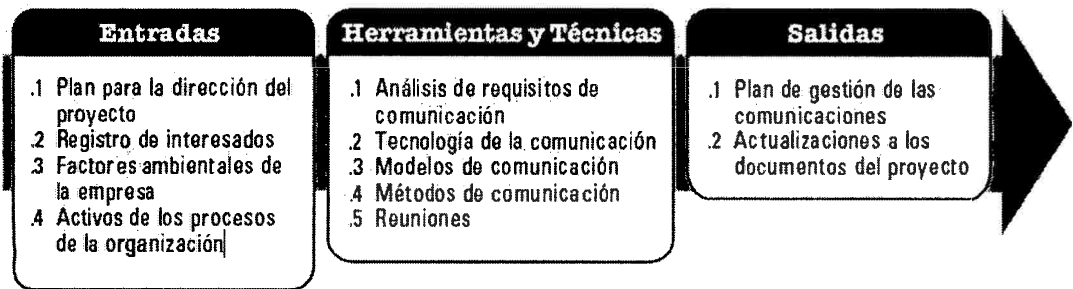 Entradas
.1 Plan para la dirección del
proyecto
.2 Registro de interesados
.3 Factores ambientales de
la empresa
.4 Activos de los procesos
de la organización
Herramientas y Técnicas
.1 Análisis de requisitos de
comunicación
.2 Tecnología de la comunicación
.3 Modelos de comunicación
.4 Métodos de comunicación
.5 Reuniones
Salidas
.1 Plan de gestión de las
comunicaciones
.2 Actualizaciones a los
documentos del proyecto